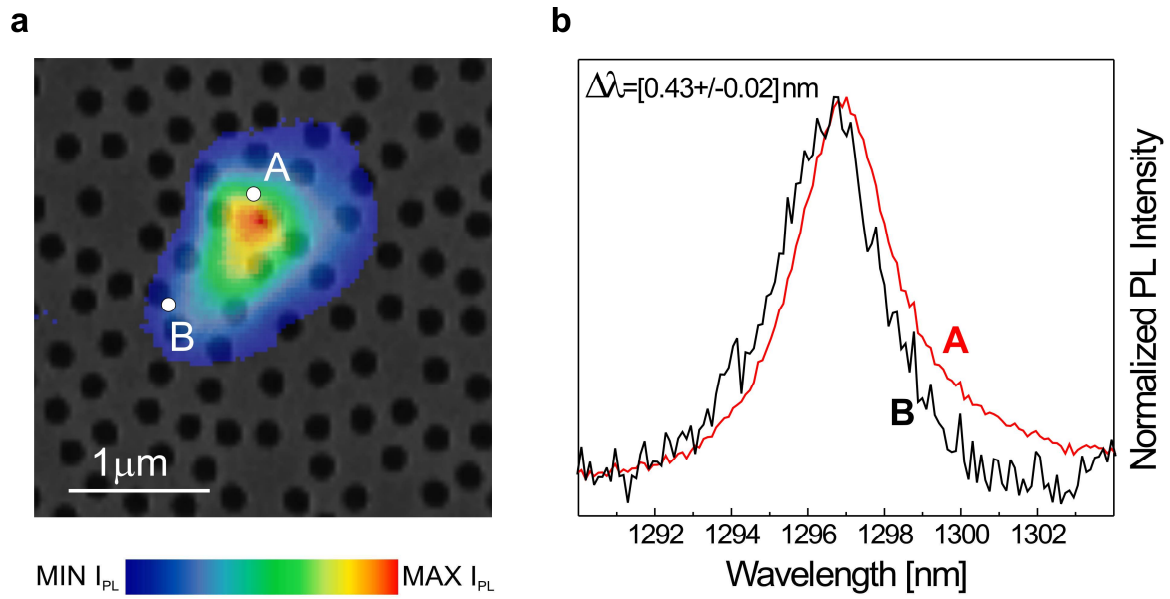 a
A
B
1μm
MIN I_PL MAX I_PL
b
Δλ=[0.43+/-0.02]nm
A
B
Normalized PL Intensity
1292 1294 1296 1298 1300 1302
Wavelength [nm]